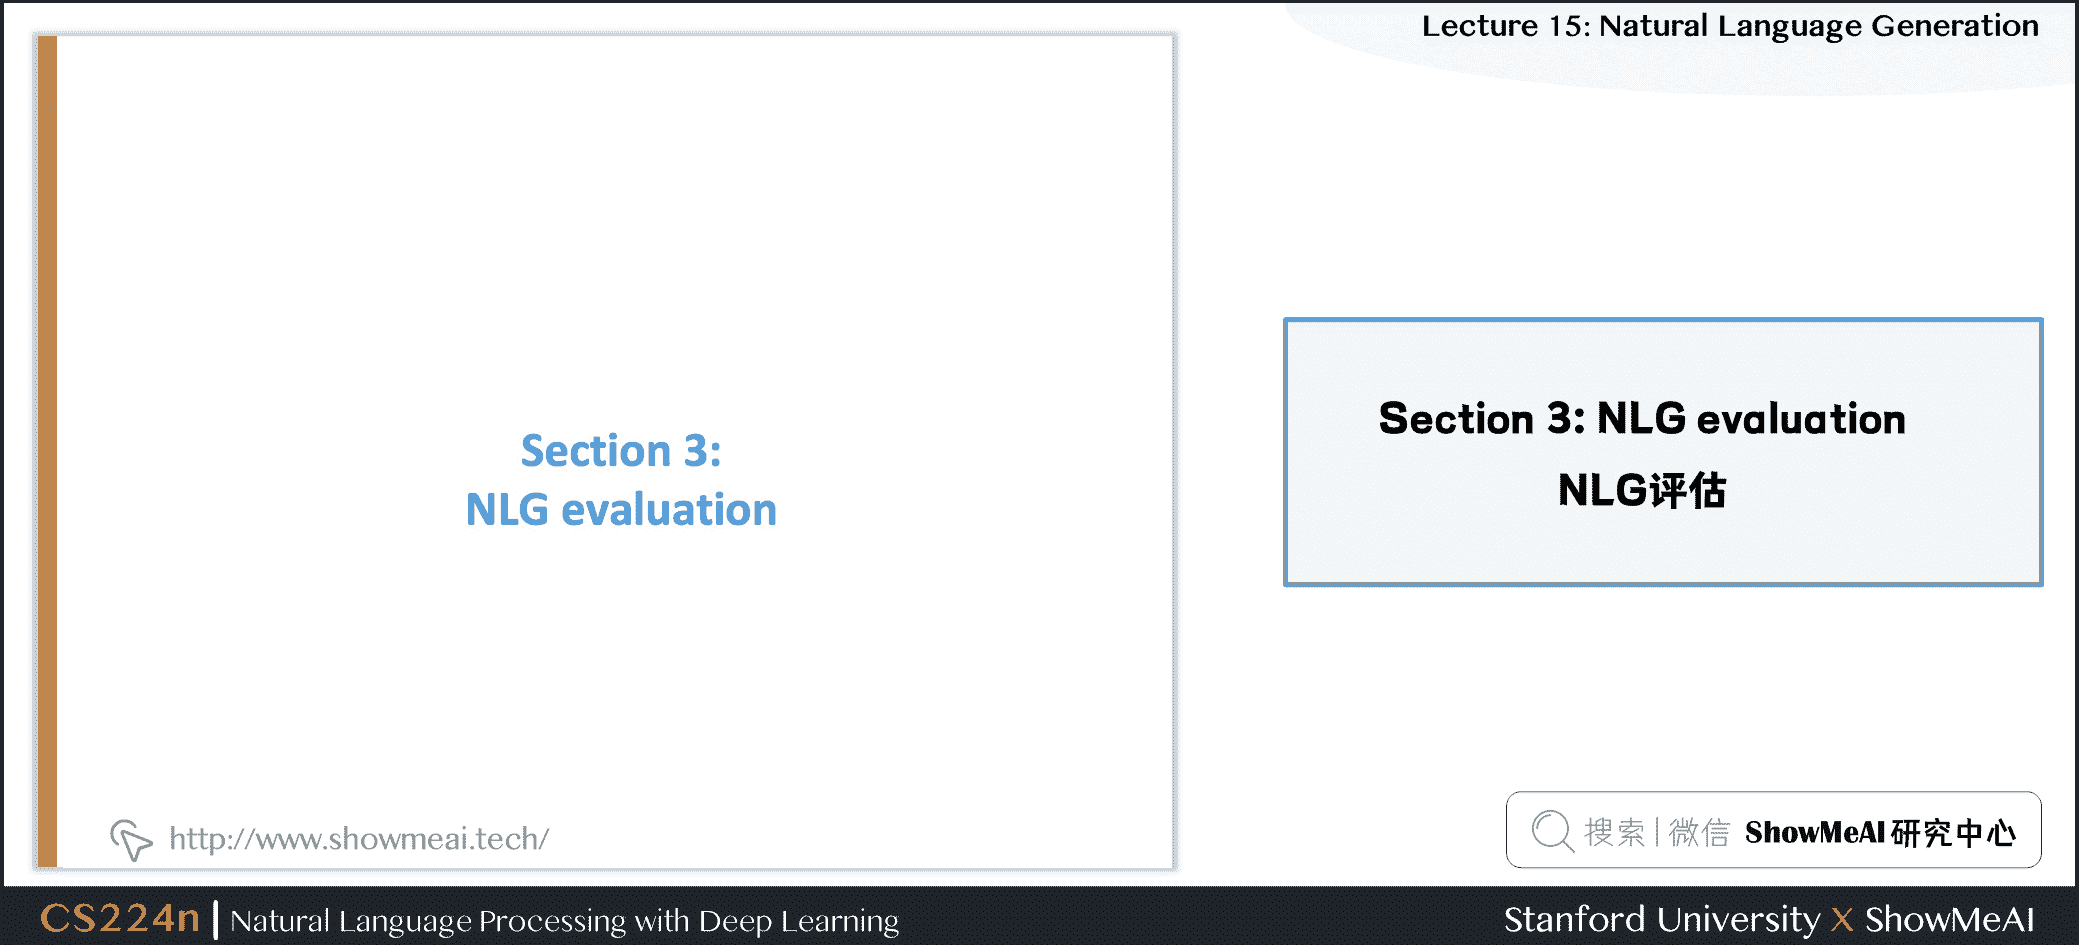 Lecture 15: Natural Language Generation
Section 3:
NLG evaluation
Section 3: NLG evaluation
NLG评估
http://www.showmeai.tech/
搜索|微信 ShowMeAI研究中心
CS224n | Natural Language Processing with Deep Learning
Stanford University X ShowMeAI